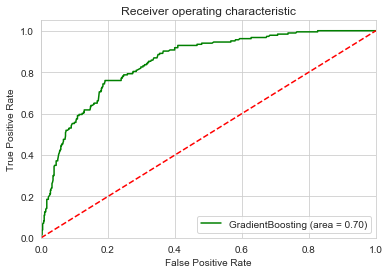 Receiver operating characteristic
True Positive Rate
1.0
0.8
0.6
0.4
0.2
0.0
GradientBoosting (area = 0.70)
0.0 0.2 0.4 0.6 0.8 1.0
False Positive Rate